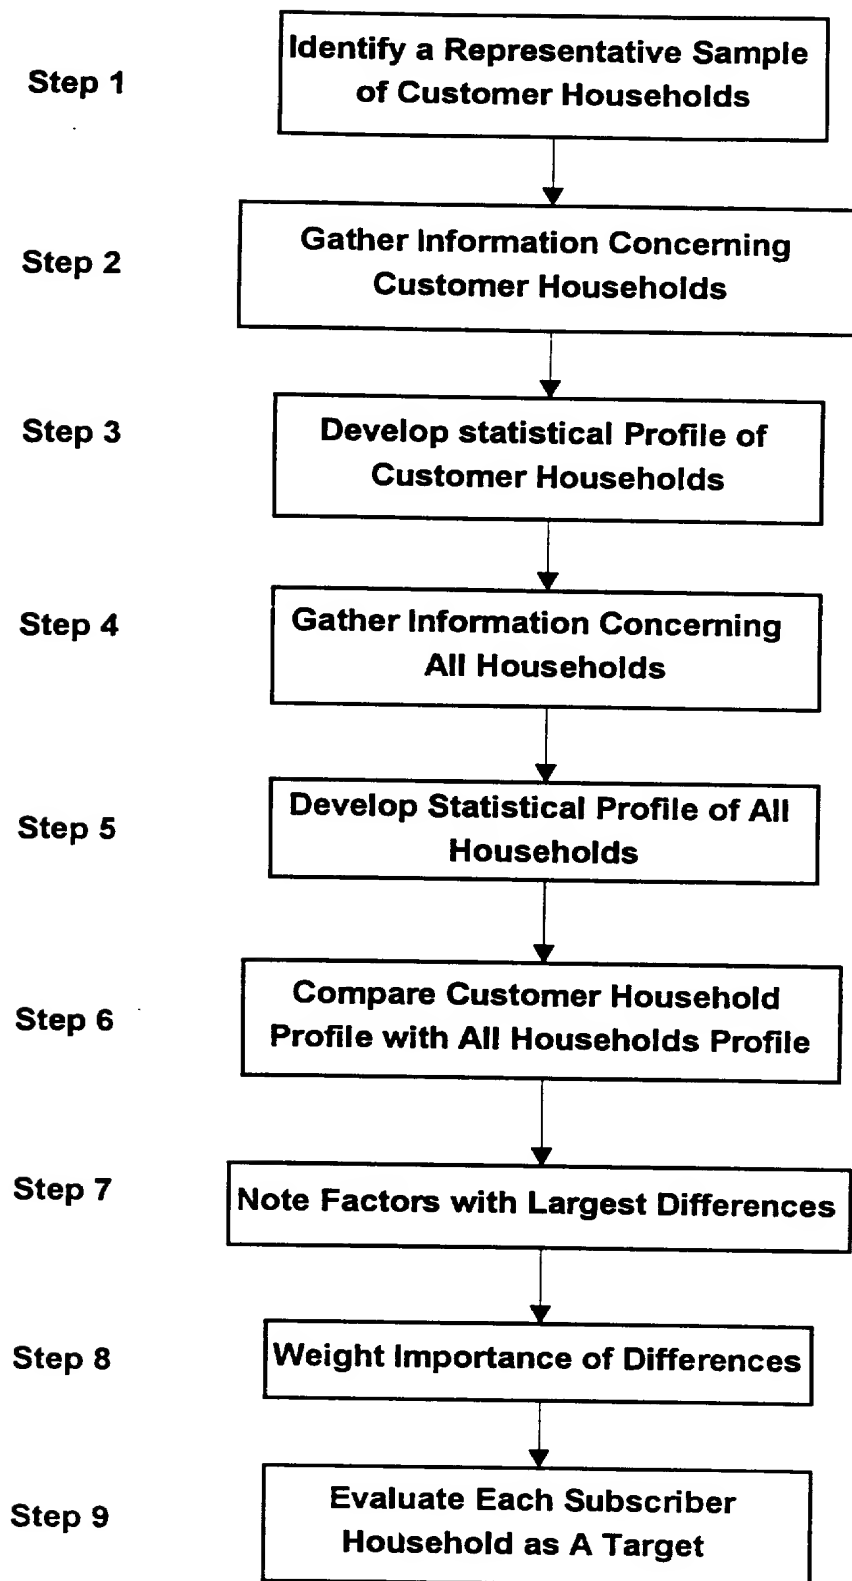 Step 1
Identify a Representative Sample
of Customer Households
Step 2
Gather Information Concerning
Customer Households
Step 3
Develop statistical Profile of
Customer Households
Step 4
Gather Information Concerning
All Households
Step 5
Develop Statistical Profile of All
Households
Step 6
Compare Customer Household
Profile with All Households Profile
Step 7
Note Factors with Largest Differences
Step 8
Weight Importance of Differences
Step 9
Evaluate Each Subscriber
Household as A Target